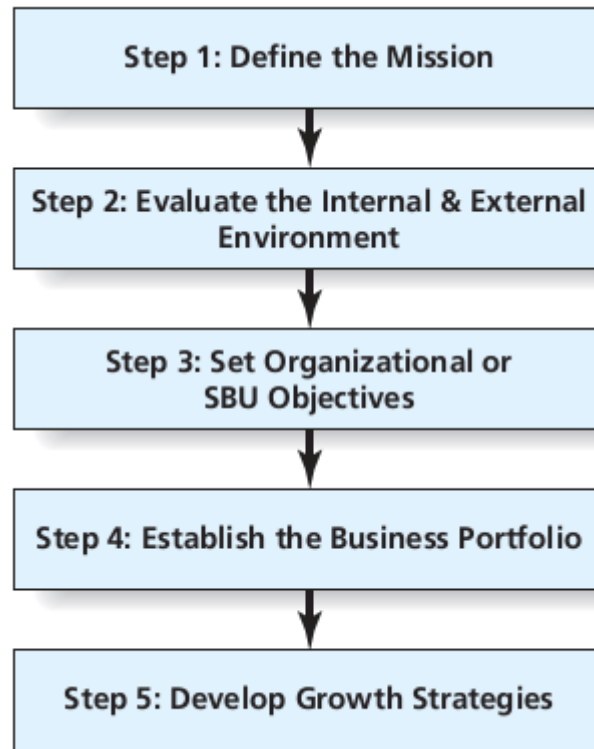 Step 1: Define the Mission
Step 2: Evaluate the Internal & External
Environment
Step 3: Set Organizational or
SBU Objectives
Step 4: Establish the Business Portfolio
Step 5: Develop Growth Strategies